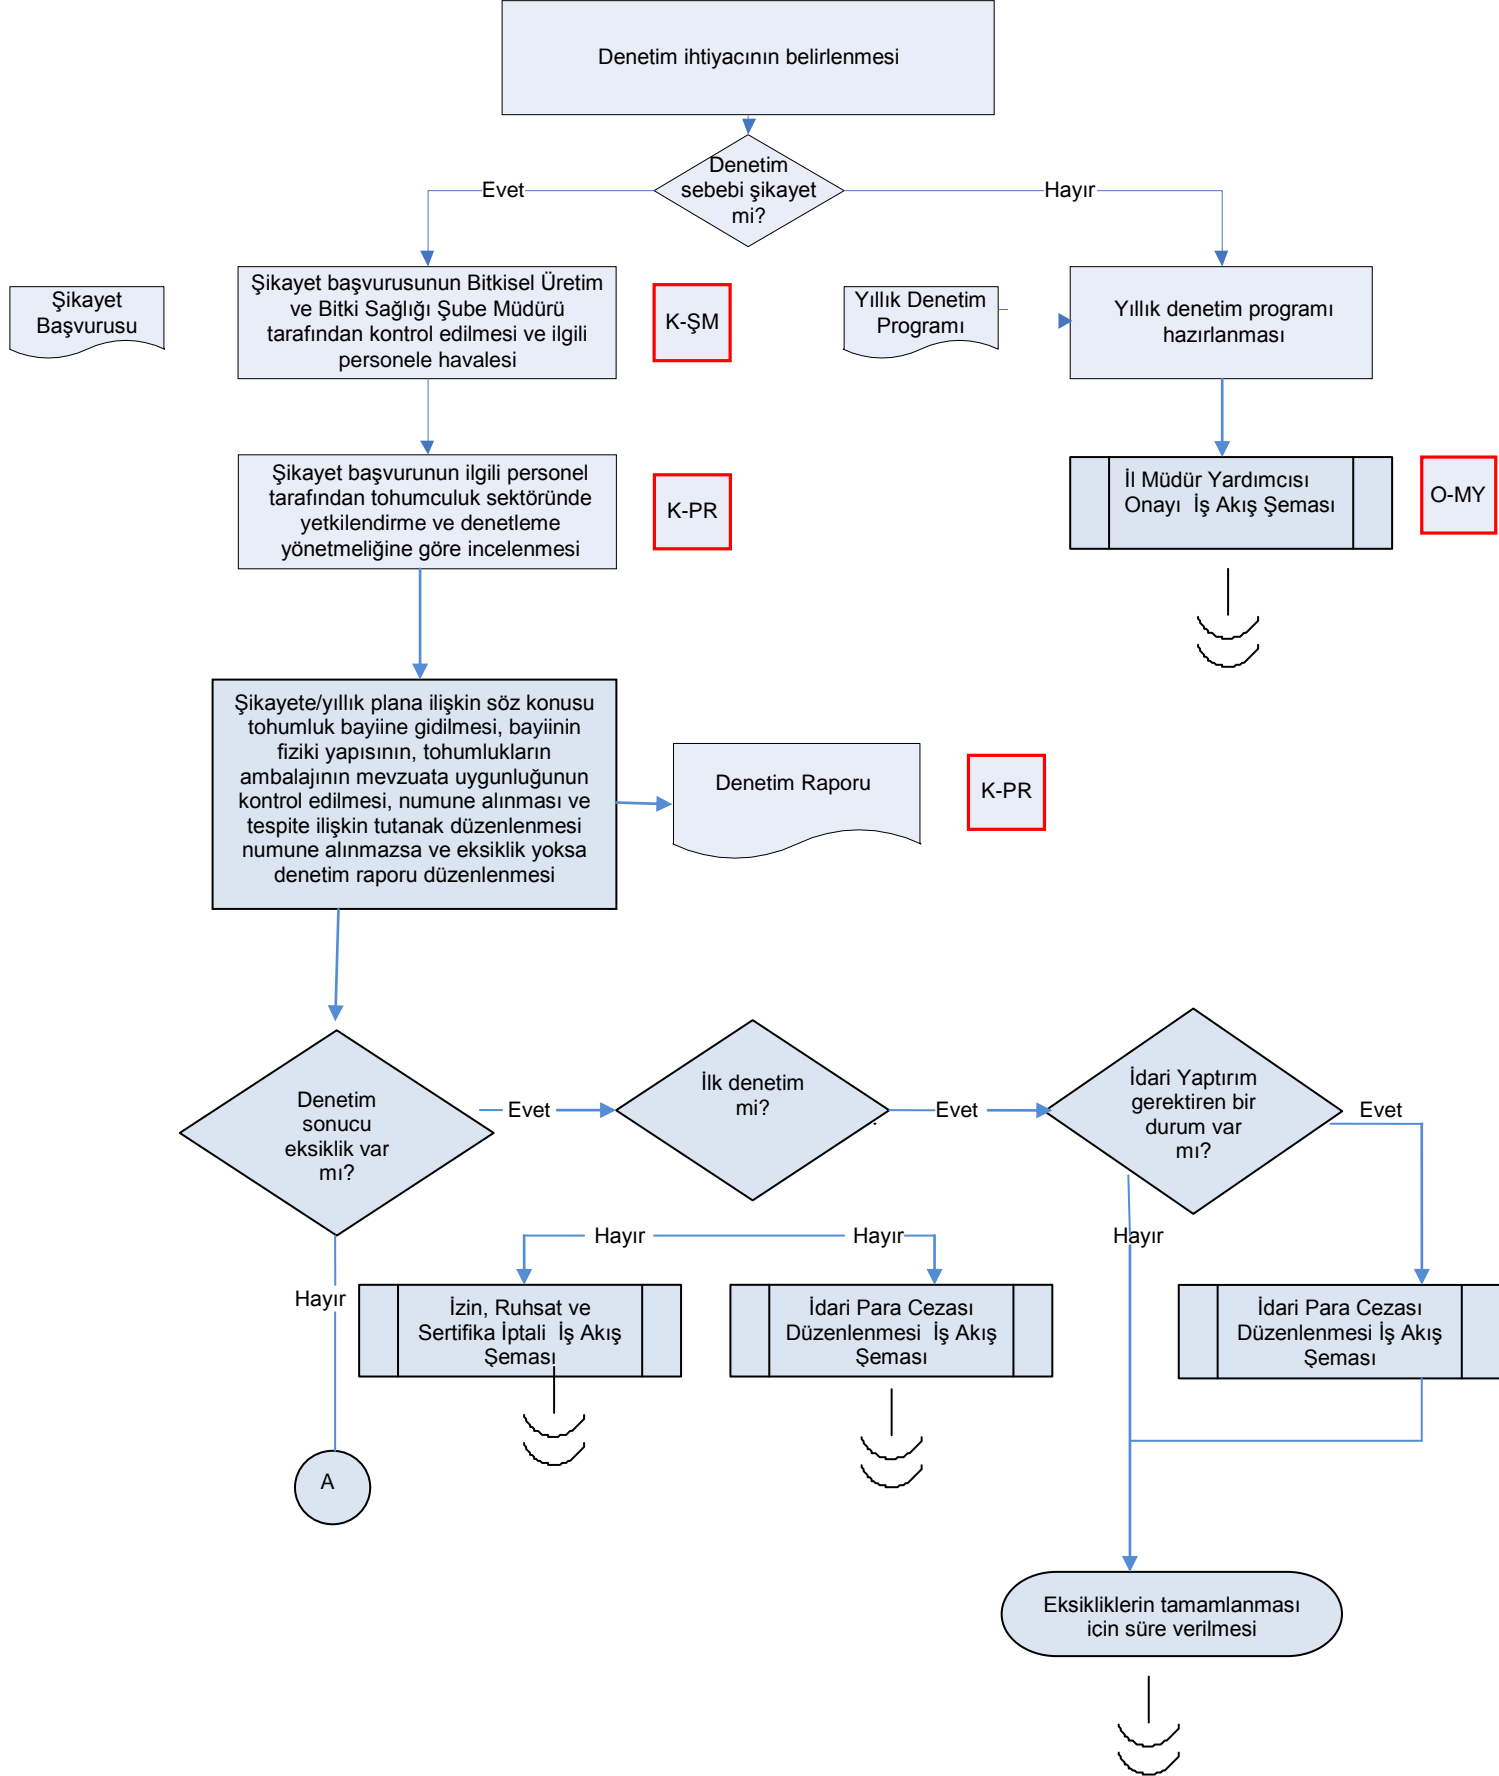 Denetim ihtiyacının belirlenmesi
Denetim
sebebi şikayet
mi?
Evet
Hayır
Şikayet
Başvurusu
Şikayet başvurusunun Bitkisel Üretim
ve Bitki Sağlığı Şube Müdürü
tarafından kontrol edilmesi ve ilgili
personele havalesi
K-ŞM
Yıllık Denetim
Programı
Yıllık denetim programı
hazırlanması
Şikayet başvurunun ilgili personel
tarafından tohumculuk sektöründe
yetkilendirme ve denetleme
yönetmeliğine göre incelenmesi
K-PR
İl Müdür Yardımcısı
Onayı İş Akış Şeması
O-MY
Şikayete/yıllık plana ilişkin söz konusu
tohumluk bayiine gidilmesi, bayiinin
fiziki yapısının, tohumlukların
ambalajının mevzuata uygunluğunun
kontrol edilmesi, numune alınması ve
tespite ilişkin tutanak düzenlenmesi
numune alınmazsa ve eksiklik yoksa
denetim raporu düzenlenmesi
Denetim Raporu
K-PR
Denetim
sonucu
eksiklik var
mı?
Evet
İlk denetim
mi?
Evet
İdari Yaptırım
gerektiren bir
durum var
mı?
Evet
Hayır
Hayır
Hayır
Hayır
İzin, Ruhsat ve
Sertifika İptali İş Akış
Şeması
İdari Para Cezası
Düzenlenmesi İş Akış
Şeması
İdari Para Cezası
Düzenlenmesi İş Akış
Şeması
A
Eksikliklerin tamamlanması
için süre verilmesi